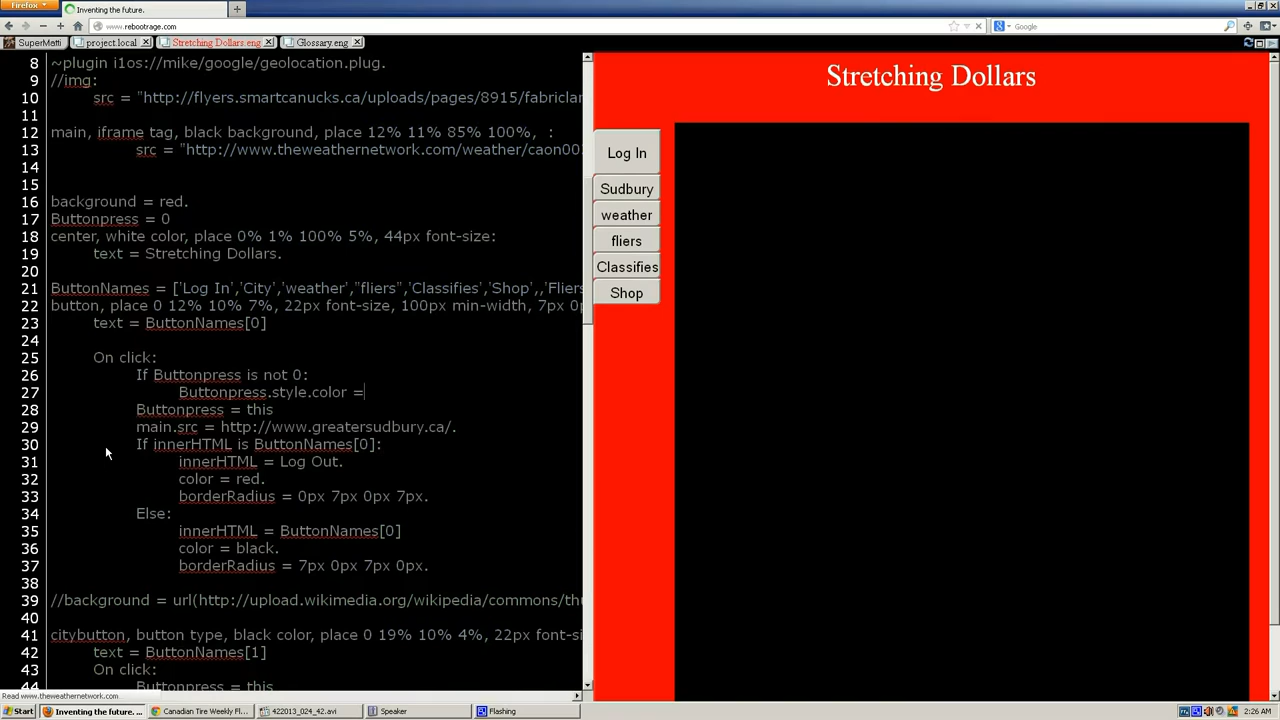 Firefox
Inventing the future.
www.rebootrage.com
Google
SuperMatti
project.local
Stretching Dollars.eng
Glossary.eng
8 ~plugin i1os://mike/google/geolocation.plug.
9 //img:
10 src = "http://flyers.smartcanucks.ca/uploads/pages/8915/fabriclan
11
12 main, iframe tag, black background, place 12% 11% 85% 100%, :
13 src = "http://www.theweathernetwork.com/weather/caon00
14
15
16 background = red.
17 Buttonpress = 0
18 center, white color, place 0% 1% 100% 5%, 44px font-size:
19 text = Stretching Dollars.
20
21 ButtonNames = ['Log In','City','weather',"fliers",'Classifies','Shop',,'Fliers
22 button, place 0 12% 10% 7%, 22px font-size, 100px min-width, 7px 0p
23 text = ButtonNames[0]
24
25 On click:
26 If Buttonpress is not 0:
27 Buttonpress.style.color =
28 Buttonpress = this
29 main.src = http://www.greatersudbury.ca/.
30 If innerHTML is ButtonNames[0]:
31 innerHTML = Log Out.
32 color = red.
33 borderRadius = 0px 7px 0px 7px.
34 Else:
35 innerHTML = ButtonNames[0]
36 color = black.
37 borderRadius = 7px 0px 7px 0px.
38
39 //background = url(http://upload.wikimedia.org/wikipedia/commons/thu
40
41 citybutton, button type, black color, place 0 19% 10% 4%, 22px font-si
42 text = ButtonNames[1]
43 On click:
44 Buttonpress = this
Stretching Dollars
Log In
Sudbury
weather
fliers
Classifies
Shop
Read www.theweathernetwork.com
Start
Inventing the future. ...
Canadian Tire Weekly Fl...
422013_024_42.avi
Speaker
Flashing
2:26 AM